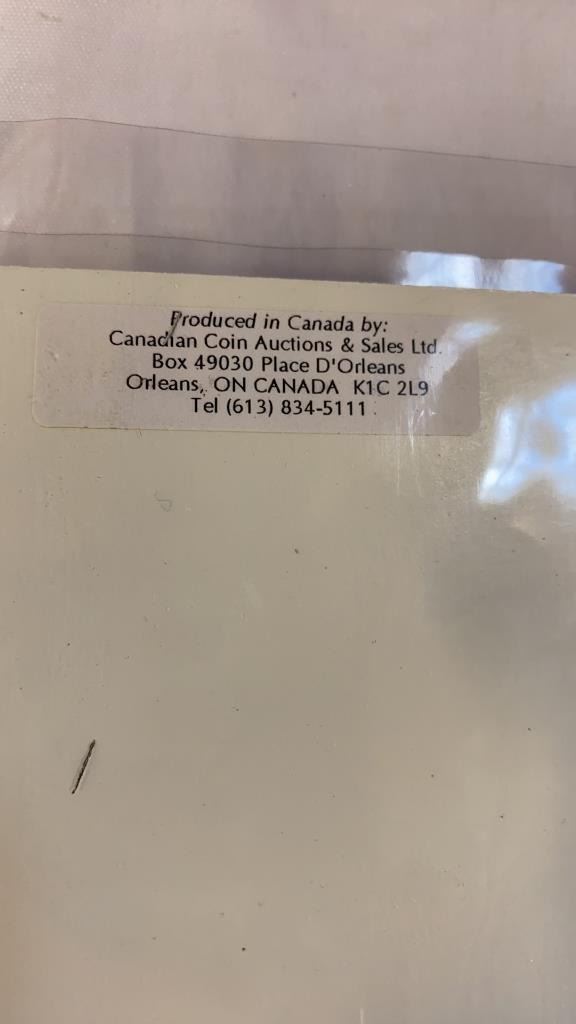 Produced in Canada by:
Canadian Coin Auctions & Sales Ltd.
Box 49030 Place D'Orleans
Orleans, ON CANADA K1C 2L9
Tel (613) 834-5111